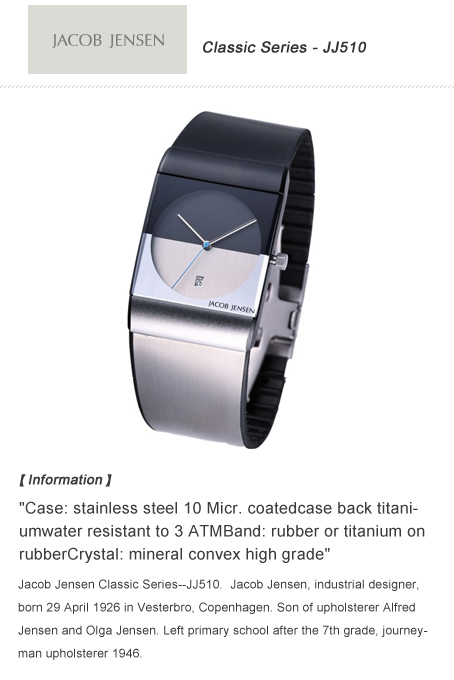 JACOB JENSEN
Classic Series - JJ510
JACOB JENSEN
【 Information 】
"Case: stainless steel 10 Micr. coatedcase back titani-
umwater resistant to 3 ATMBand: rubber or titanium on
rubberCrystal: mineral convex high grade"
Jacob Jensen Classic Series--JJ510. Jacob Jensen, industrial designer,
born 29 April 1926 in Vesterbro, Copenhagen. Son of upholsterer Alfred
Jensen and Olga Jensen. Left primary school after the 7th grade, journey-
man upholsterer 1946.